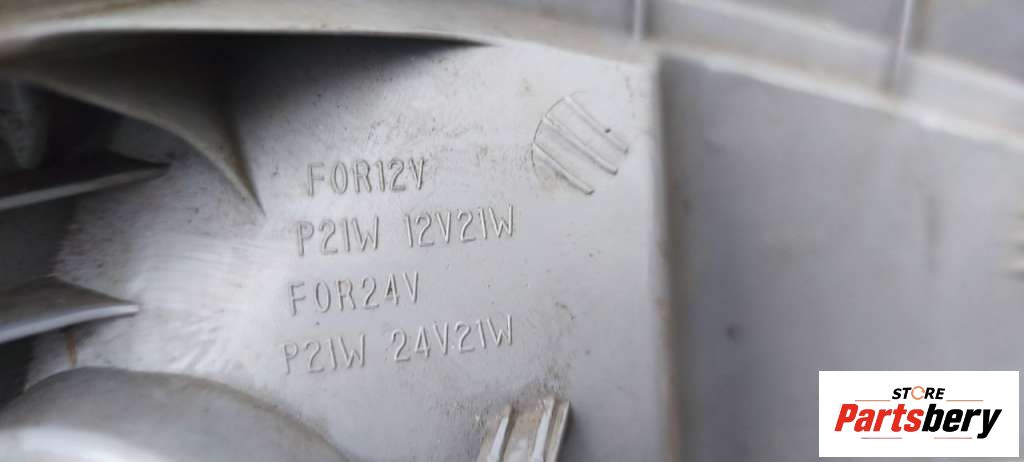 FOR12V
P21W 12V21W
FOR24V
P21W 24V21W
STORE
Partsbery